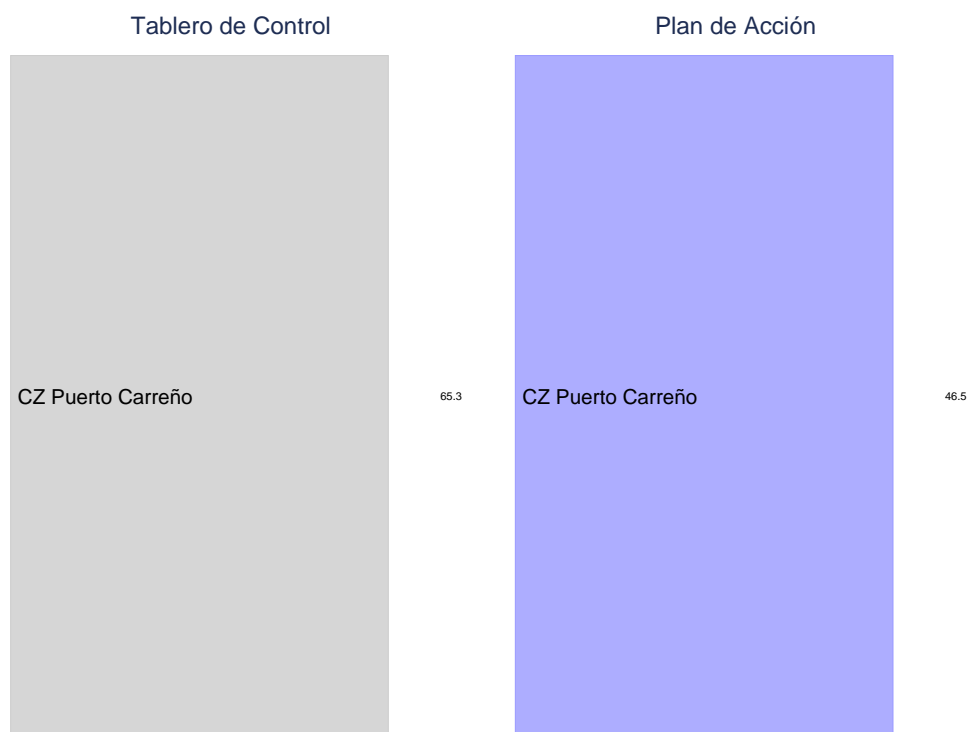 Tablero de Control
CZ Puerto Carreño 65.3
Plan de Acción
CZ Puerto Carreño 46.5